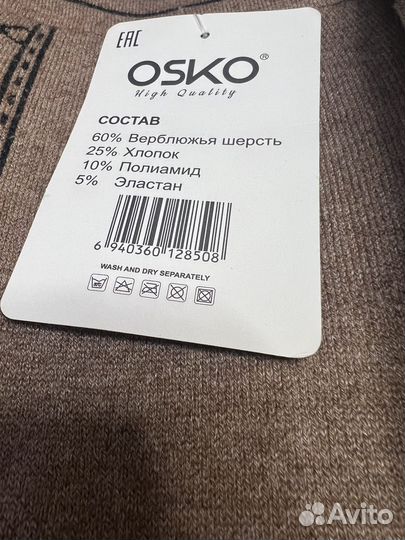 EAC
OSKO®
High Quality
СОСТАВ
60% Верблюжья шерсть
25% Хлопок
10% Полиамид
5% Эластан
6 940360 128508
WASH AND DRY SEPARATELY
Avito